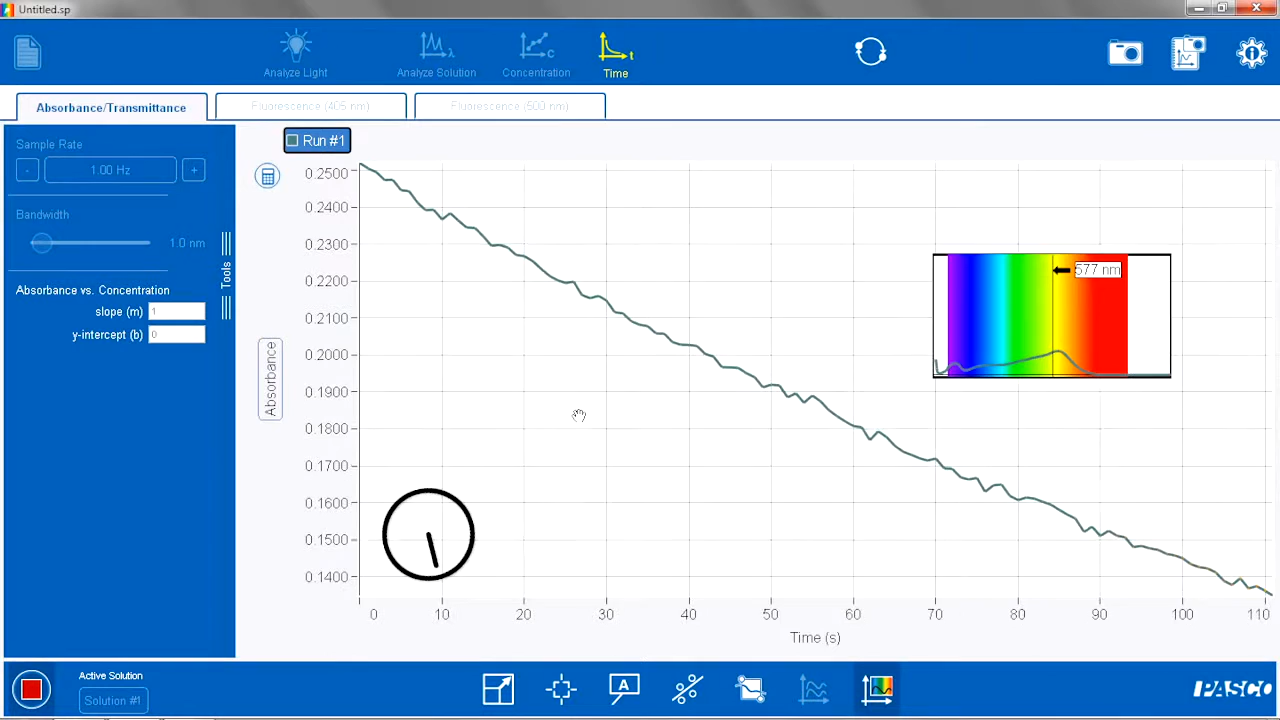 Untitled.sp
Analyze Light
Analyze Solution
Concentration
Time
Absorbance/Transmittance
Fluorescence (405 nm)
Fluorescence (500 nm)
Sample Rate
- 1.00 Hz +
Bandwidth
1.0 nm
Absorbance vs. Concentration
slope (m) 1
y-intercept (b) 0
Tools
Run #1
0.2500
0.2400
0.2300
0.2200
0.2100
0.2000
0.1900
0.1800
0.1700
0.1600
0.1500
0.1400
Absorbance
577 nm
0 10 20 30 40 50 60 70 80 90 100 110
Time (s)
Active Solution
Solution #1
A
PASCO